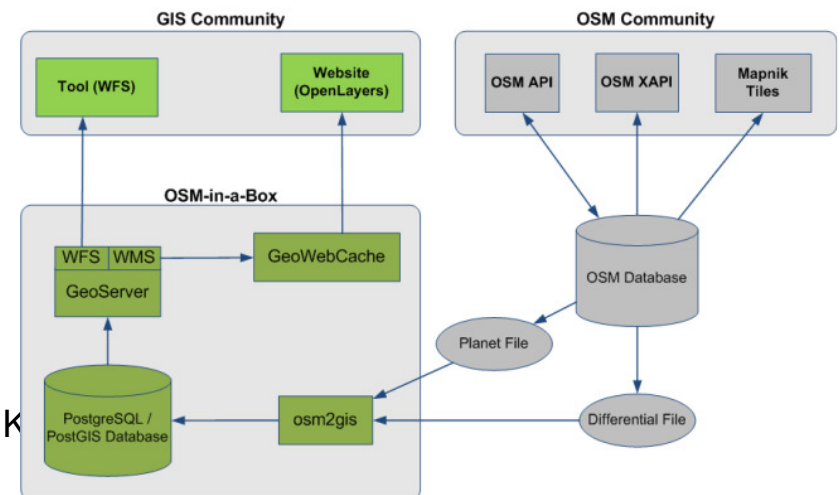 GIS Community
OSM Community
Tool (WFS)
Website
(OpenLayers)
OSM API
OSM XAPI
Mapnik
Tiles
OSM-in-a-Box
WFS
WMS
GeoServer
GeoWebCache
OSM Database
Planet File
K
PostgreSQL /
PostGIS Database
osm2gis
Differential File